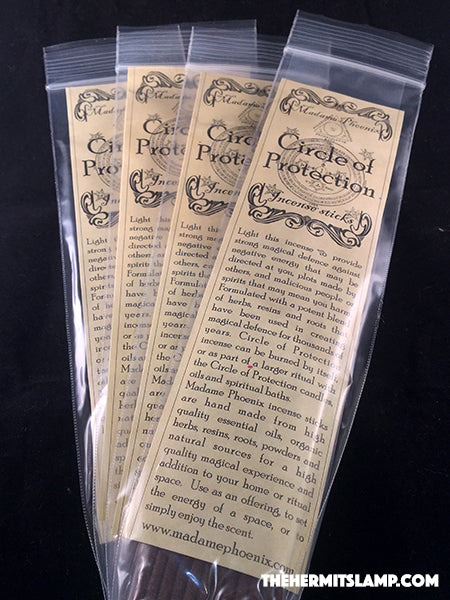 Madame Phoenix
Circle of
Protection
Incense sticks
Light this incense To provide
strong magical defence against
negative energy that may be
directed at you, plots made by
others, and malicious people or
spirits that may mean you harm.
Formulated with a potent blend
of herbs, resins and roots that
have been used in creating
magical defence for thousands of
years. Circle of Protection
incense can be burned by itself
or as part of a larger ritual with
the Circle of Protection candles,
oils and spiritual baths.
Madame Phoenix incense sticks
are hand made from high
quality essential oils, organic
herbs, resins, roots, powders and
natural sources for a high
quality magical experience and
addition to your home or ritual
space. Use as an offering, to set
the energy of a space, or to
simply enjoy the scent.
www.madamephoenix.com
THEHERMITSLAMP.COM